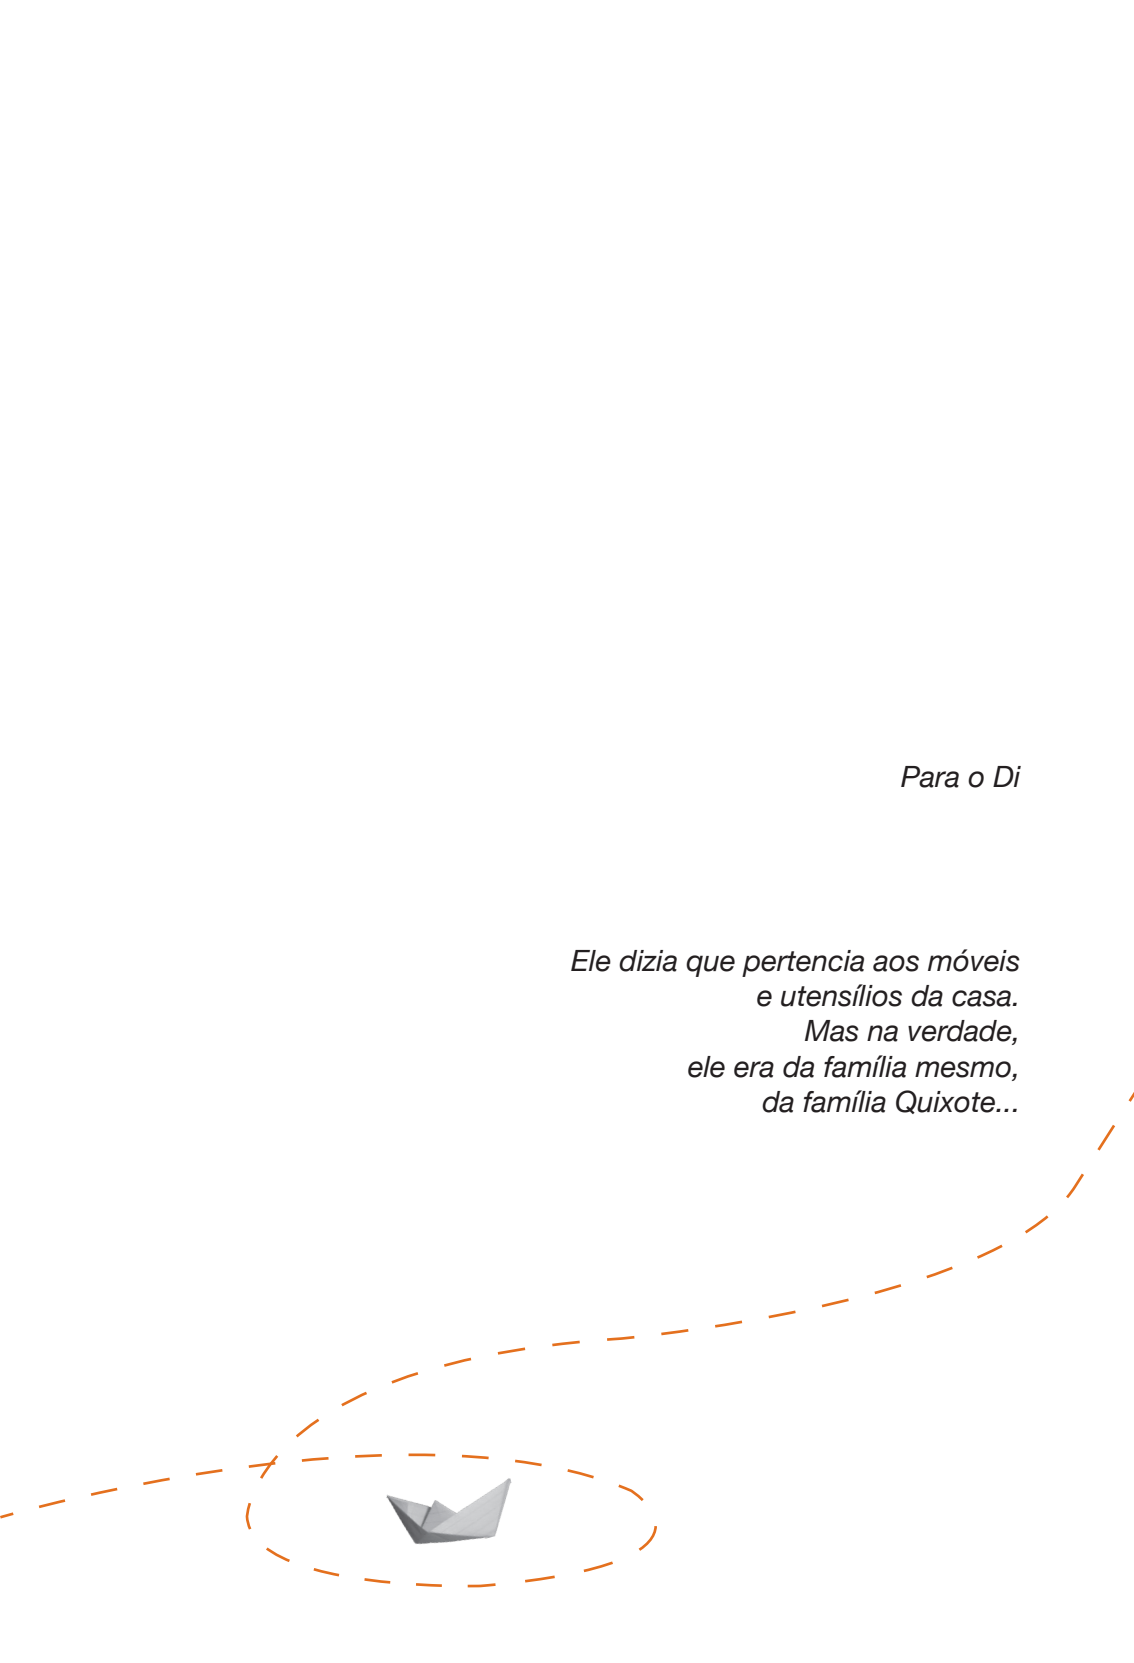 Para o Di
Ele dizia que pertencia aos móveis
e utensílios da casa.
Mas na verdade,
ele era da família mesmo,
da família Quixote...